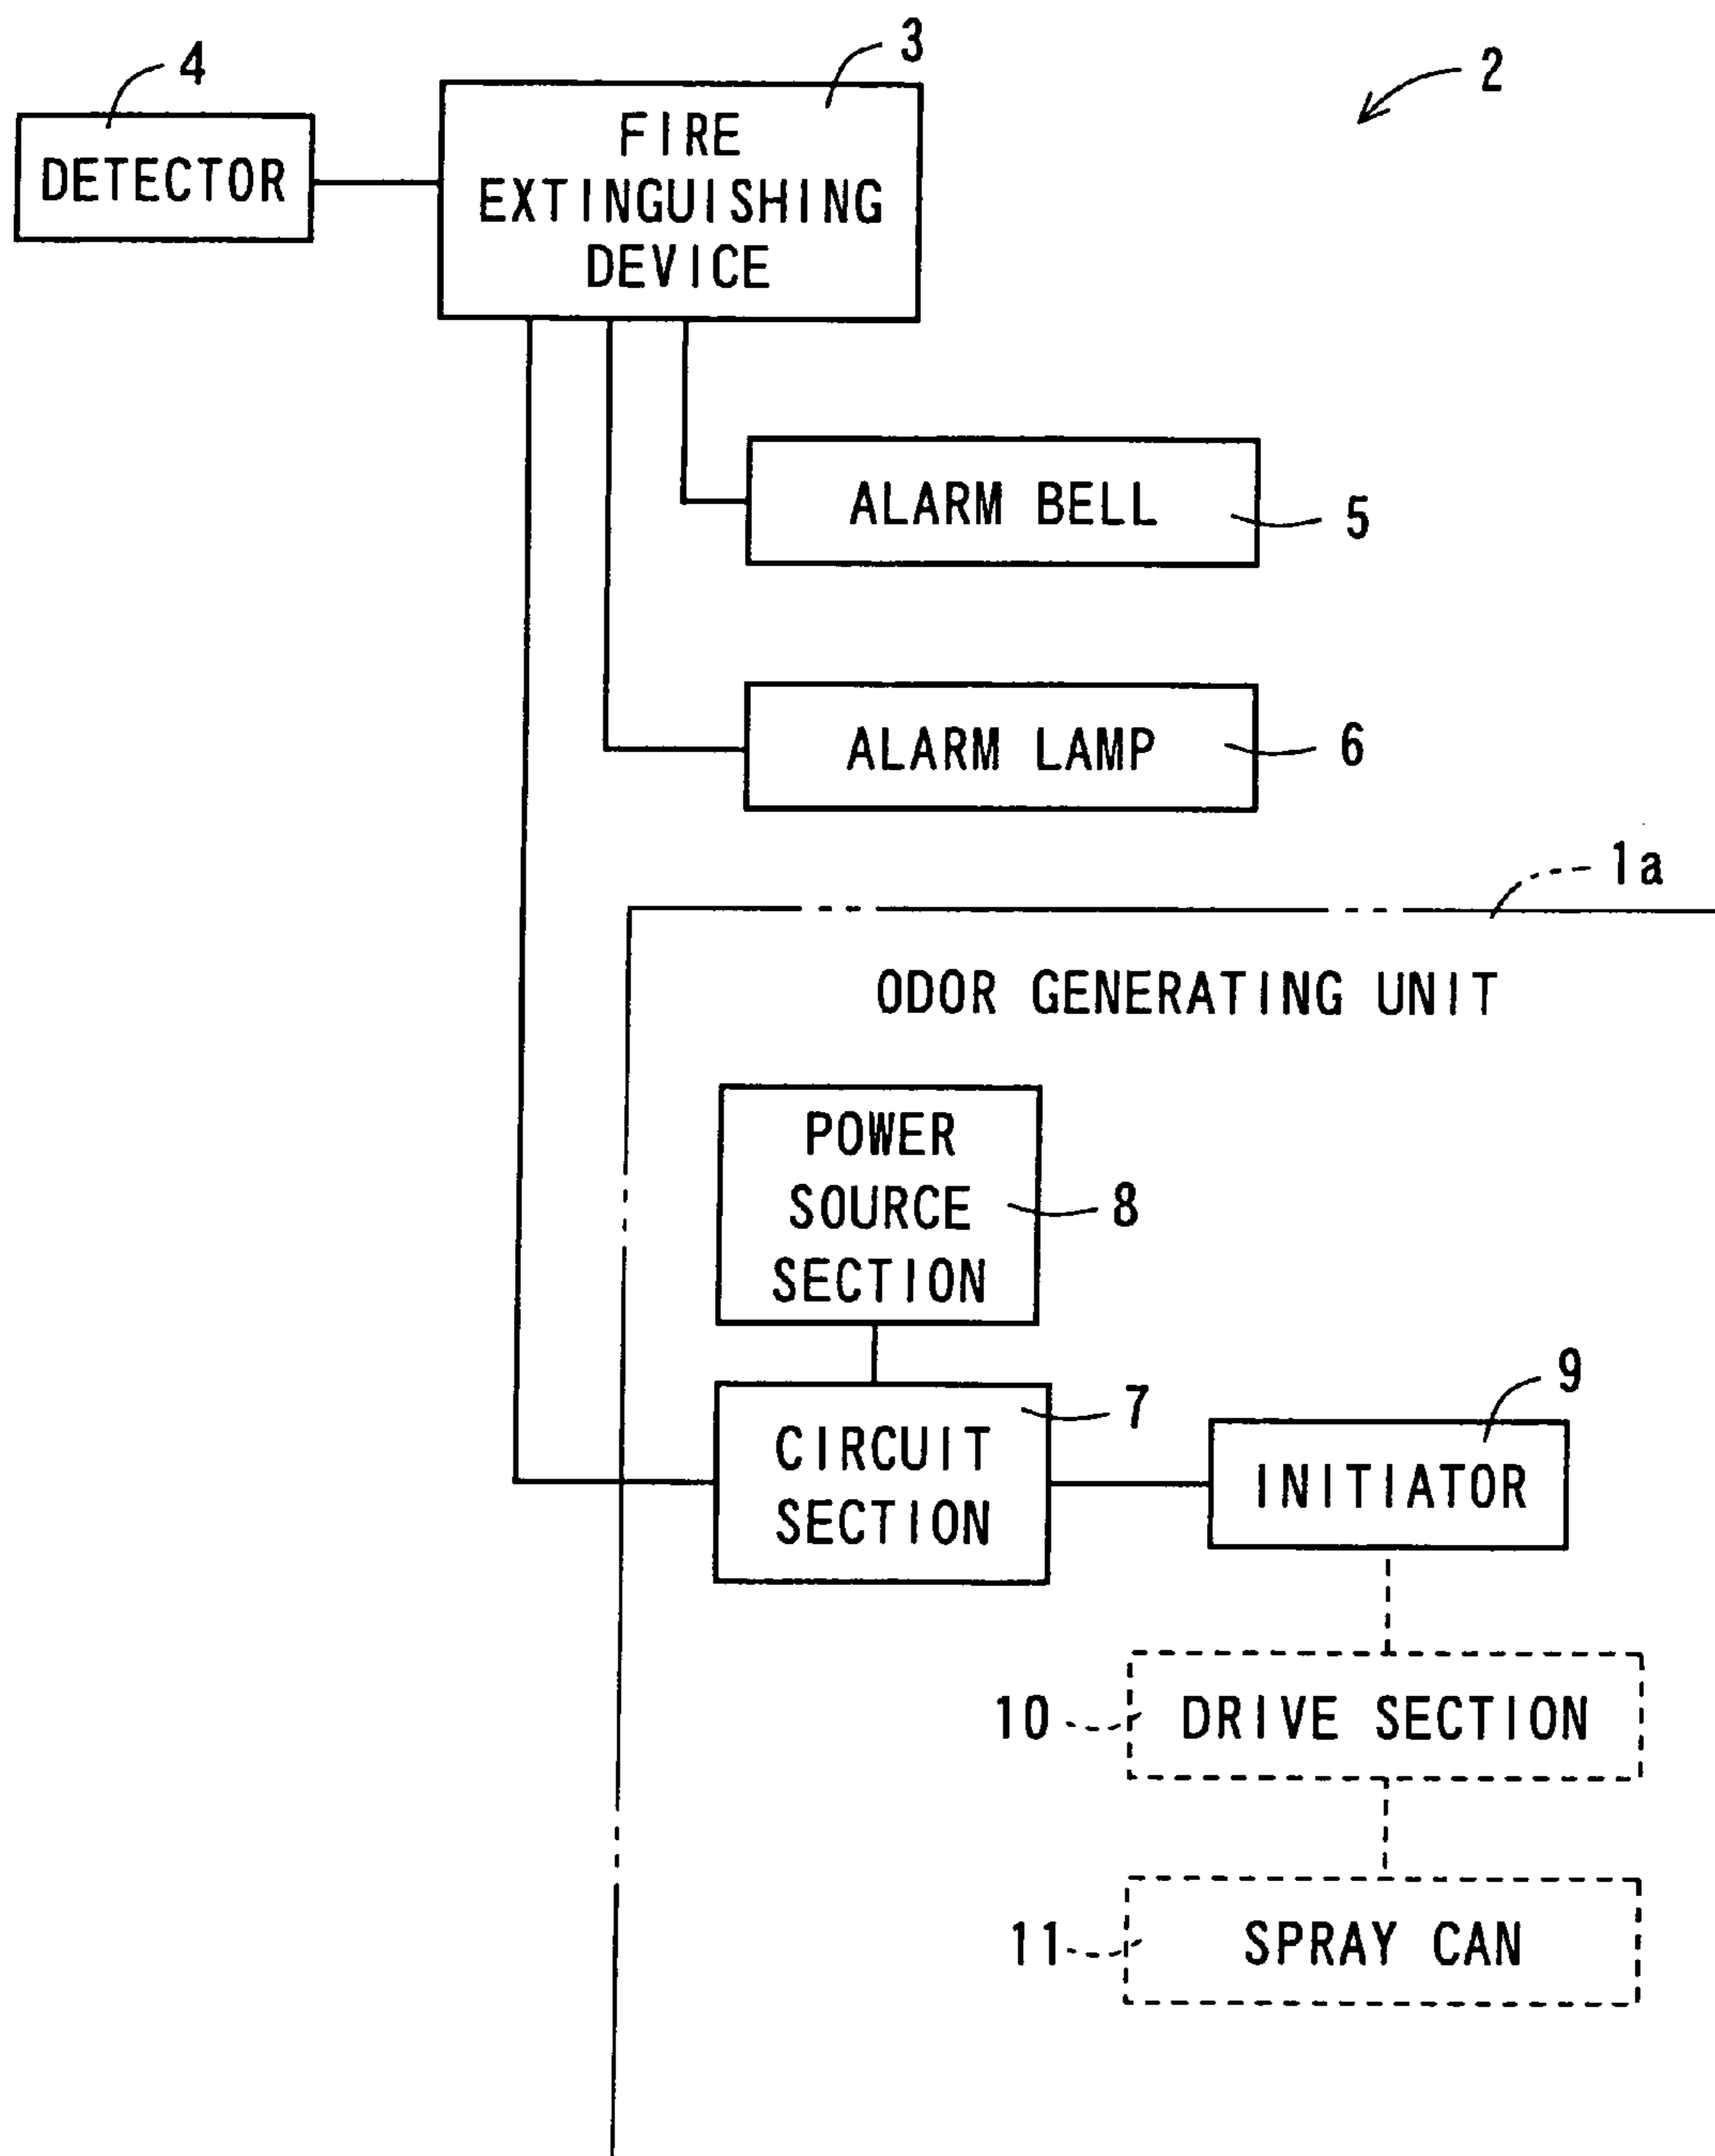 4
DETECTOR
3
FIRE
EXTINGUISHING
DEVICE
2
ALARM BELL
5
ALARM LAMP
6
1a
ODOR GENERATING UNIT
POWER
SOURCE
SECTION
8
CIRCUIT
SECTION
7
9
INITIATOR
10
DRIVE SECTION
11
SPRAY CAN